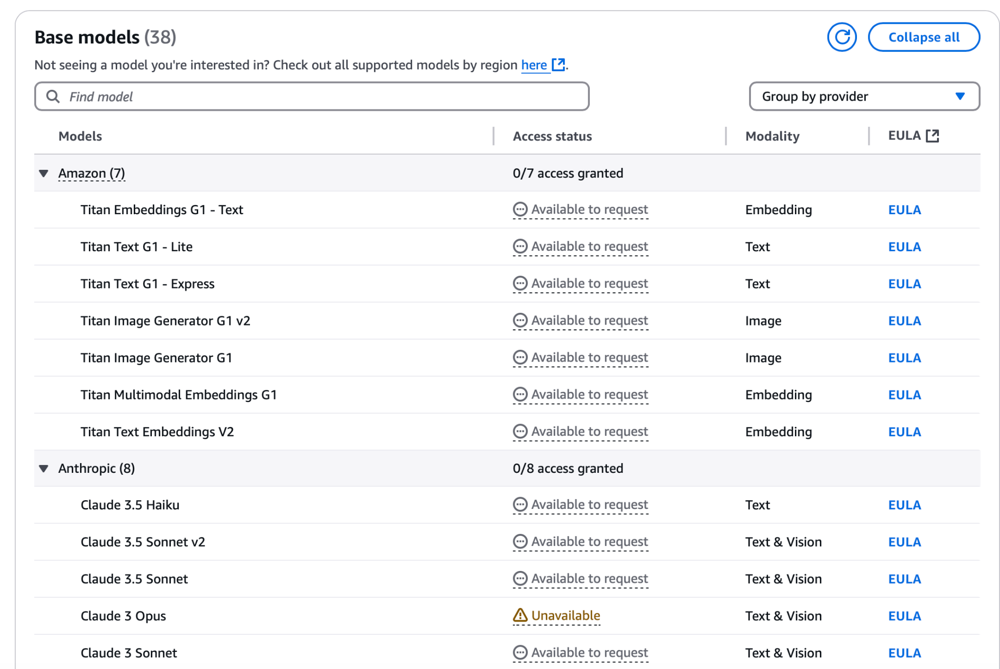 Base models (38)
Collapse all
Not seeing a model you're interested in? Check out all supported models by region here.
Find model
Group by provider
Models Access status Modality EULA
Amazon (7) 0/7 access granted
Titan Embeddings G1 - Text Available to request Embedding EULA
Titan Text G1 - Lite Available to request Text EULA
Titan Text G1 - Express Available to request Text EULA
Titan Image Generator G1 v2 Available to request Image EULA
Titan Image Generator G1 Available to request Image EULA
Titan Multimodal Embeddings G1 Available to request Embedding EULA
Titan Text Embeddings V2 Available to request Embedding EULA
Anthropic (8) 0/8 access granted
Claude 3.5 Haiku Available to request Text EULA
Claude 3.5 Sonnet v2 Available to request Text & Vision EULA
Claude 3.5 Sonnet Available to request Text & Vision EULA
Claude 3 Opus Unavailable Text & Vision EULA
Claude 3 Sonnet Available to request Text & Vision EULA